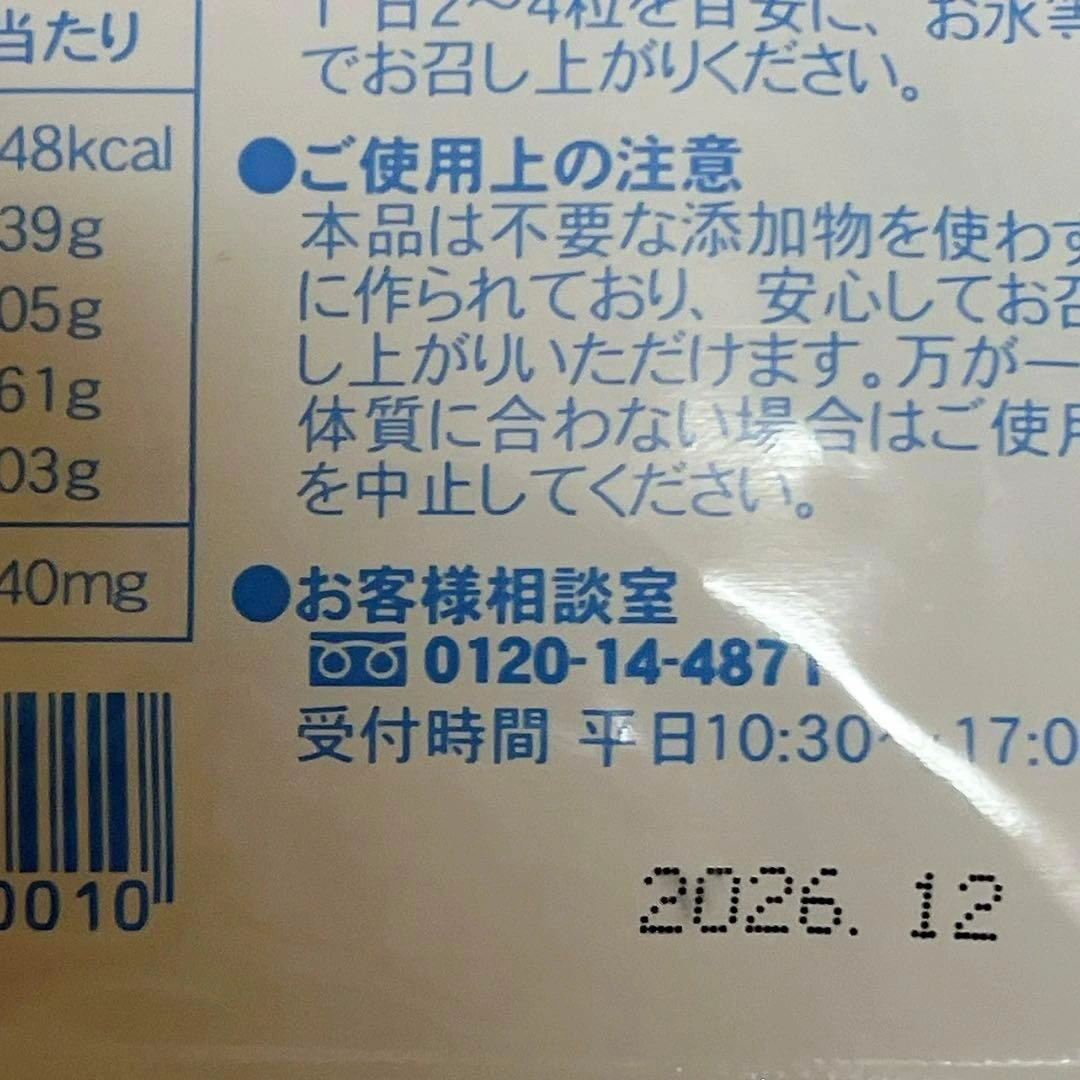 当たり
48kcal
39g
05g
61g
03g
40mg
0010
1日2～4粒を目安に、お水等
でお召し上がりください。
●ご使用上の注意
本品は不要な添加物を使わず
に作られており、安心してお召
し上がりいただけます。万が一
体質に合わない場合はご使用
を中止してください。
●お客様相談室
0120-14-4871
受付時間 平日10:30～17:0
2026.12